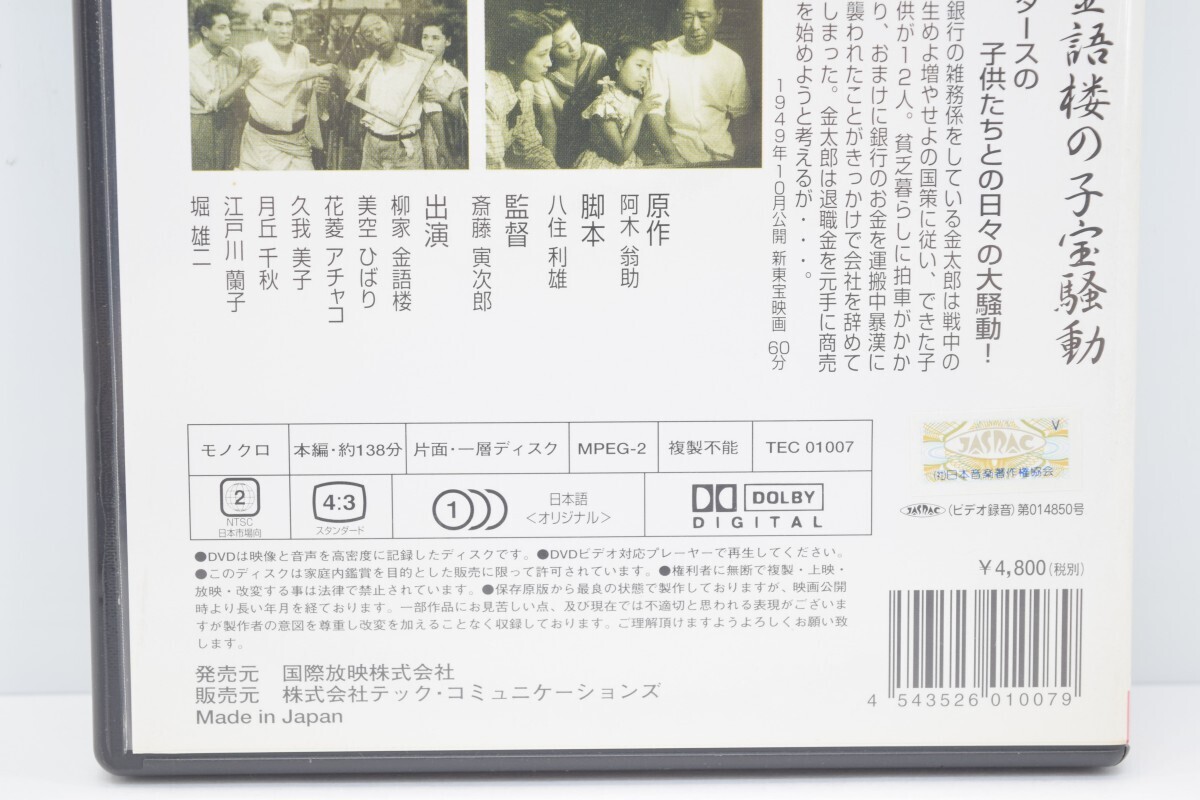 金語楼の子宝騒動
タースの
子供たちとの日々の大騒動！
銀行の雑務係をしている金太郎は戦中の
生めよ増やせよの国策に従い、できた子
供が12人。貧乏暮らしに拍車がかか
り、おまけに銀行のお金を運搬中暴漢に
襲われたことがきっかけで会社を辞めて
しまった。金太郎は退職金を元手に商売
を始めようと考えるが・・・。
1949年10月公開 新東宝映画 60分
原作
阿木 翁助
脚本
八住 利雄
監督
斎藤 寅次郎
出演
柳家 金語楼
美空 ひばり
花菱 アチャコ
久我 美子
月丘 千秋
江戸川 蘭子
堀 雄二
モノクロ 本編・約138分 片面・一層ディスク MPEG-2 複製不能 TEC 01007
2 NTSC 日本市場向
4:3 スタンダード
1 日本語 <オリジナル>
DOLBY
DIGITAL
●DVDは映像と音声を高密度に記録したディスクです。●DVDビデオ対応プレーヤーで再生してください。
●このディスクは家庭内鑑賞を目的とした販売に限って許可されています。●権利者に無断で複製・上映・
放映・改変する事は法律で禁止されています。●保存原版から最良の状態で製作しておりますが、映画公開
時より長い年月を経ております。一部作品にお見苦しい点、及び現在では不適切と思われる表現がございま
すが製作者の意図を尊重し改変を加えることなく収録しております。ご理解頂けますようよろしくお願い致
します。
発売元 国際放映株式会社
販売元 株式会社テック・コミュニケーションズ
Made in Japan
V
JASRAC
(社)日本音楽著作権協会
JASRAC (ビデオ録音)第014850号
¥4,800(税別)
4 543526 010079